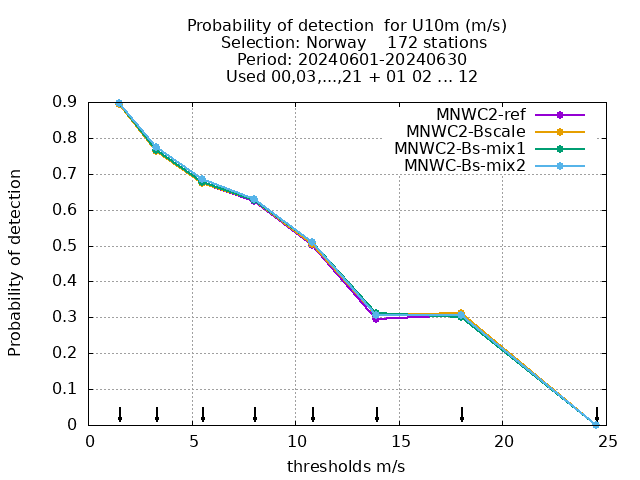 Probability of detection  for U10m (m/s)
Selection: Norway    172 stations
Period: 20240601-20240630
Used 00,03,...,21 + 01 02 ... 12
MNWC2-ref
MNWC2-Bscale
MNWC2-Bs-mix1
MNWC-Bs-mix2
Probability of detection
0.9
0.8
0.7
0.6
0.5
0.4
0.3
0.2
0.1
0
0 5 10 15 20 25
thresholds m/s